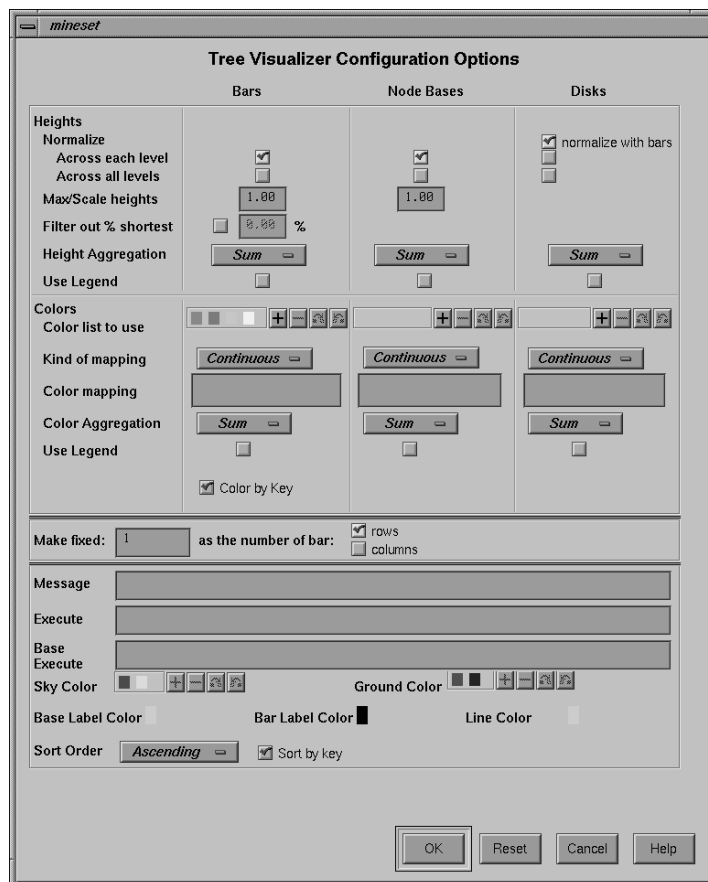 mineset
Tree Visualizer Configuration Options
Bars Node Bases Disks
Heights
Normalize normalize with bars
Across each level
Across all levels
Max/Scale heights 1.00 1.00
Filter out % shortest 0.00 %
Height Aggregation Sum Sum Sum
Use Legend
Colors
Color list to use
Kind of mapping Continuous Continuous Continuous
Color mapping
Color Aggregation Sum Sum Sum
Use Legend
Color by Key
Make fixed: 1 as the number of bar: rows
columns
Message
Execute
Base
Execute
Sky Color Ground Color
Base Label Color Bar Label Color Line Color
Sort Order Ascending Sort by key
OK Reset Cancel Help